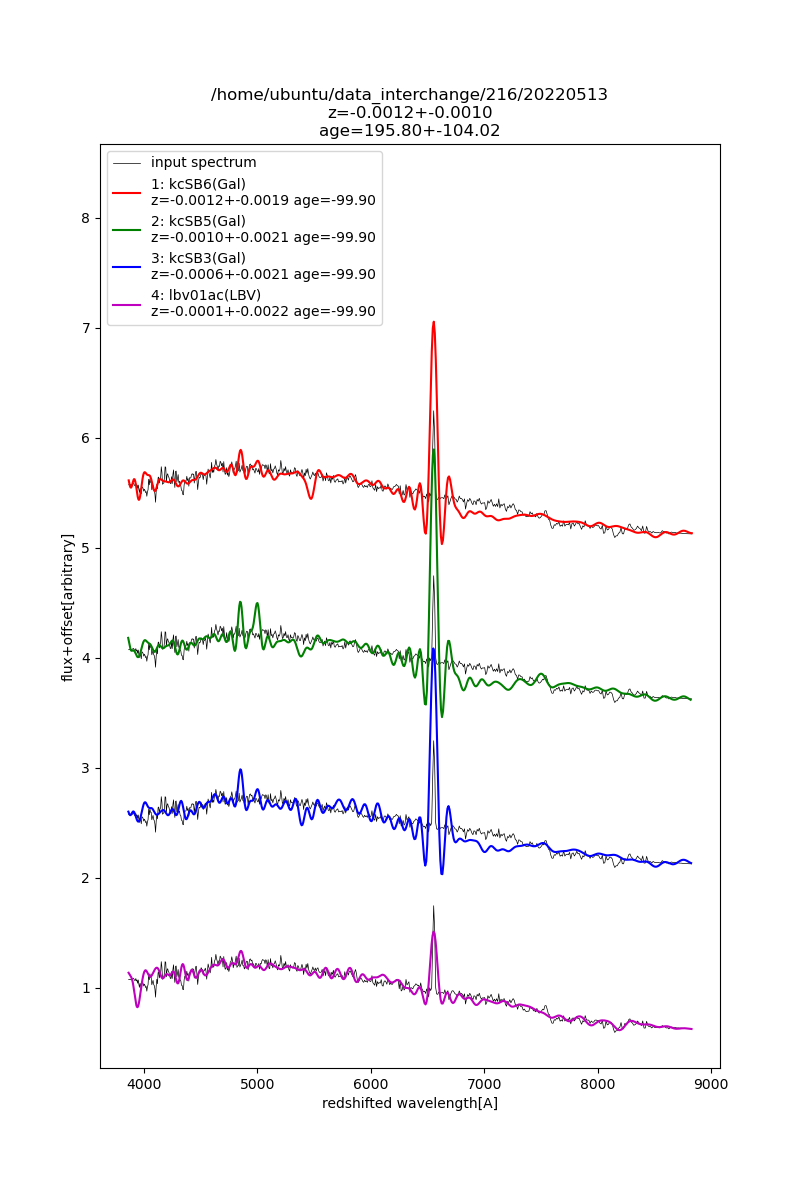 /home/ubuntu/data_interchange/216/20220513
z=-0.0012+-0.0010
age=195.80+-104.02
input spectrum
1: kcSB6(Gal)
z=-0.0012+-0.0019 age=-99.90
2: kcSB5(Gal)
z=-0.0010+-0.0021 age=-99.90
3: kcSB3(Gal)
z=-0.0006+-0.0021 age=-99.90
4: lbv01ac(LBV)
z=-0.0001+-0.0022 age=-99.90
8
7
6
5
4
3
2
1
flux+offset[arbitrary]
4000 5000 6000 7000 8000 9000
redshifted wavelength[A]